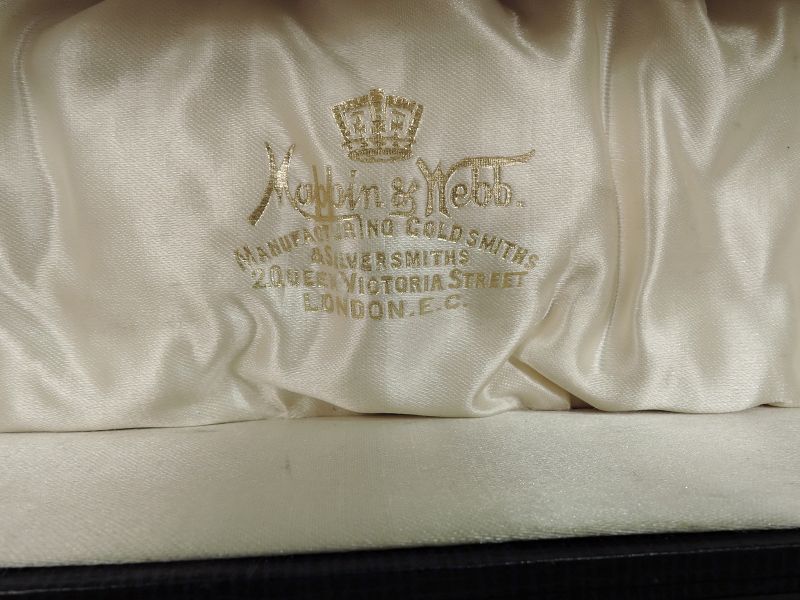 Mappin & Webb.
MANUFACTURING GOLDSMITHS
& SILVERSMITHS
2. QUEEN VICTORIA STREET
LONDON. E.C.